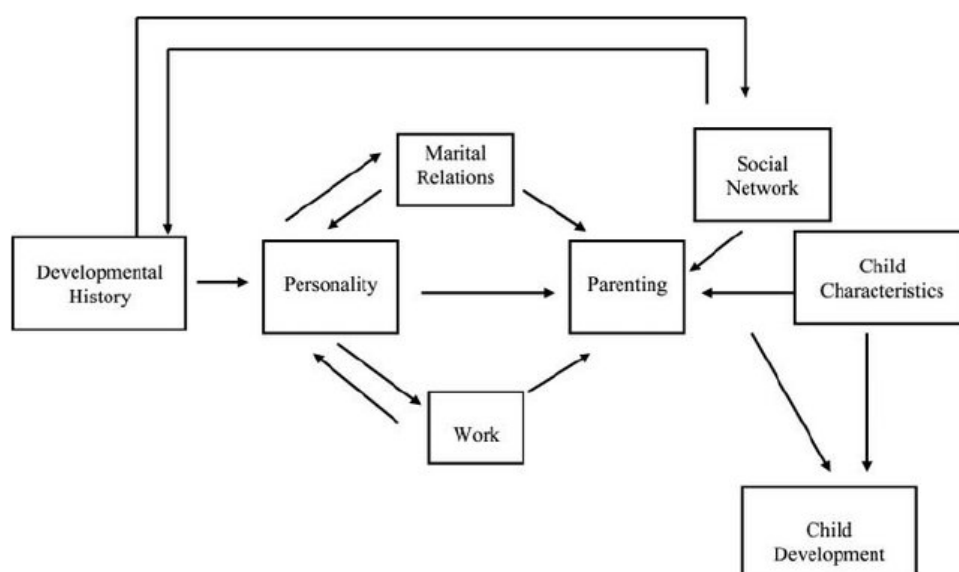 Marital
Relations
Social
Network
Developmental
History
Personality
Parenting
Child
Characteristics
Work
Child
Development